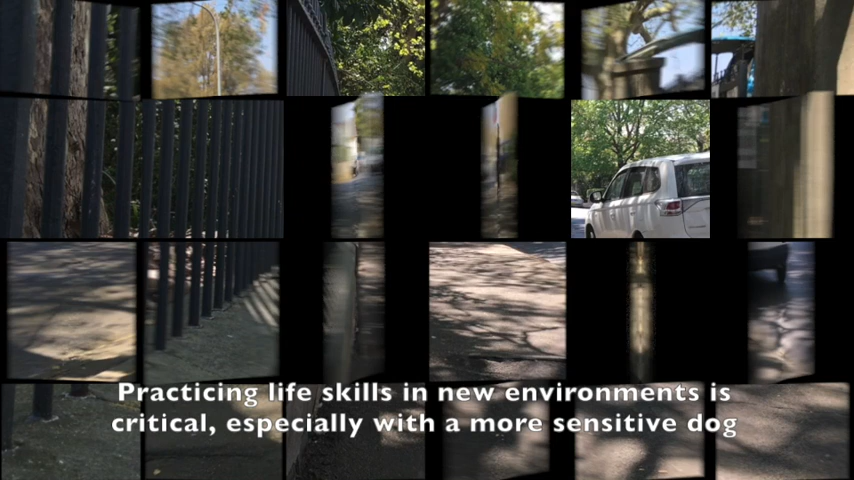 Practicing life skills in new environments is
critical, especially with a more sensitive dog